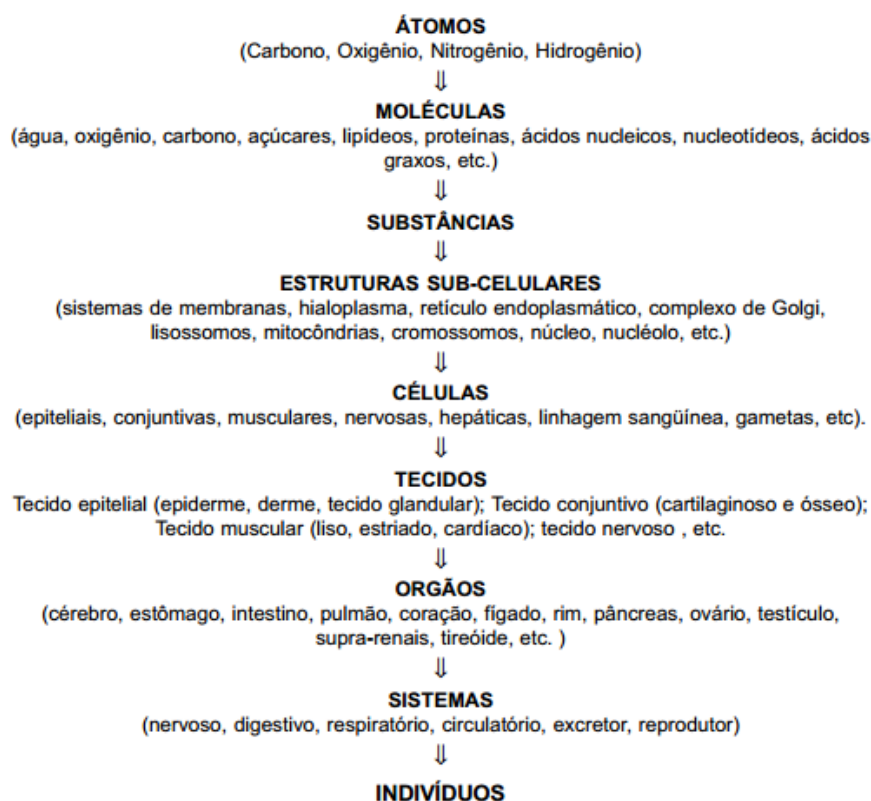 ÁTOMOS
(Carbono, Oxigênio, Nitrogênio, Hidrogênio)
⇓
MOLÉCULAS
(água, oxigênio, carbono, açúcares, lipídeos, proteínas, ácidos nucleicos, nucleotídeos, ácidos
graxos, etc.)
⇓
SUBSTÂNCIAS
⇓
ESTRUTURAS SUB-CELULARES
(sistemas de membranas, hialoplasma, retículo endoplasmático, complexo de Golgi,
lisossomos, mitocôndrias, cromossomos, núcleo, nucléolo, etc.)
⇓
CÉLULAS
(epiteliais, conjuntivas, musculares, nervosas, hepáticas, linhagem sangüínea, gametas, etc).
⇓
TECIDOS
Tecido epitelial (epiderme, derme, tecido glandular); Tecido conjuntivo (cartilaginoso e ósseo);
Tecido muscular (liso, estriado, cardíaco); tecido nervoso , etc.
⇓
ORGÃOS
(cérebro, estômago, intestino, pulmão, coração, fígado, rim, pâncreas, ovário, testículo,
supra-renais, tireóide, etc. )
⇓
SISTEMAS
(nervoso, digestivo, respiratório, circulatório, excretor, reprodutor)
⇓
INDIVÍDUOS